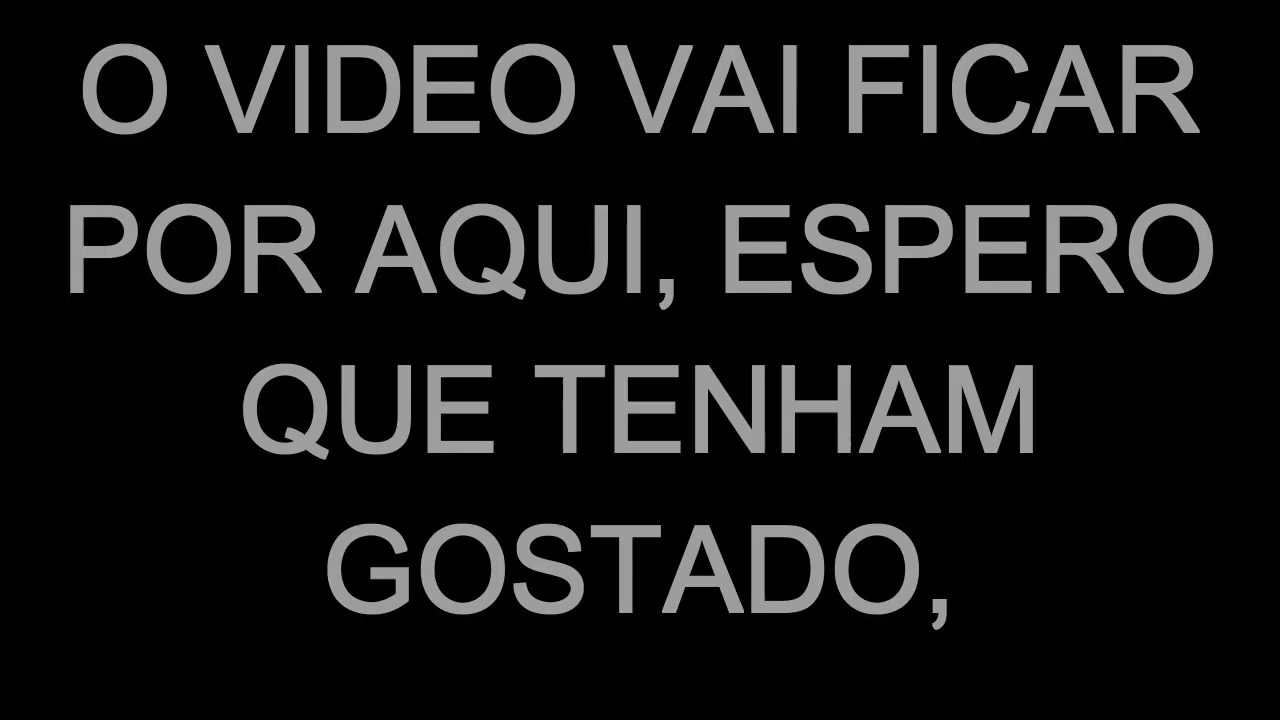 O VIDEO VAI FICAR
POR AQUI, ESPERO
QUE TENHAM
GOSTADO,